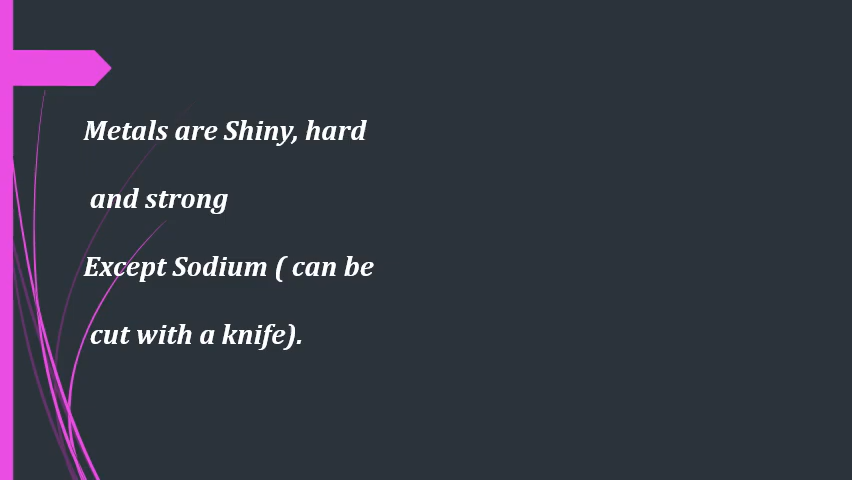 Metals are Shiny, hard
and strong
Except Sodium ( can be
cut with a knife).